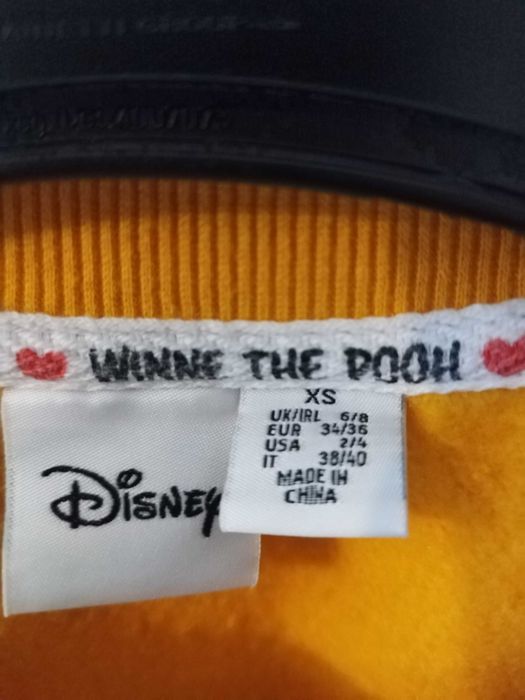 WINNE THE POOH
Disney
XS
UK/IRL 6/8
EUR 34/36
USA 2/4
IT 38/40
MADE IN
CHINA